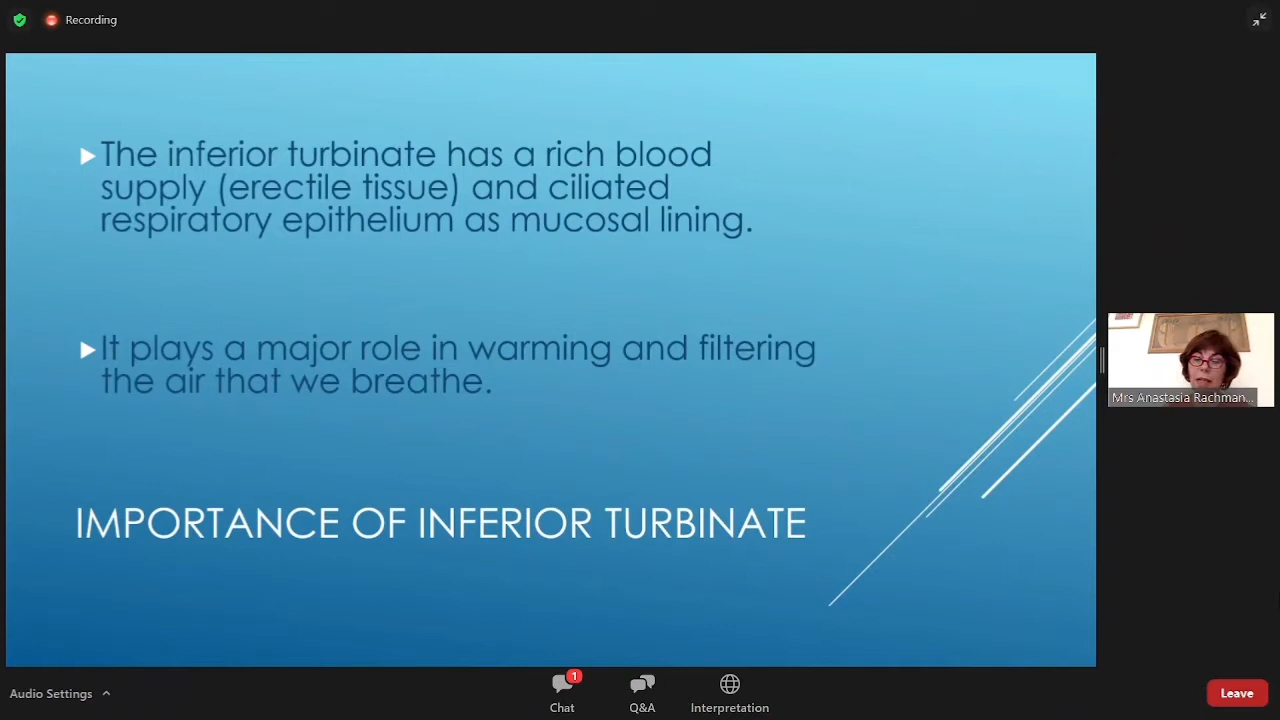 Recording
The inferior turbinate has a rich blood
supply (erectile tissue) and ciliated
respiratory epithelium as mucosal lining.
It plays a major role in warming and filtering
the air that we breathe.
IMPORTANCE OF INFERIOR TURBINATE
Mrs Anastasia Rachman...
Audio Settings
1
Chat
Q&A
Interpretation
Leave